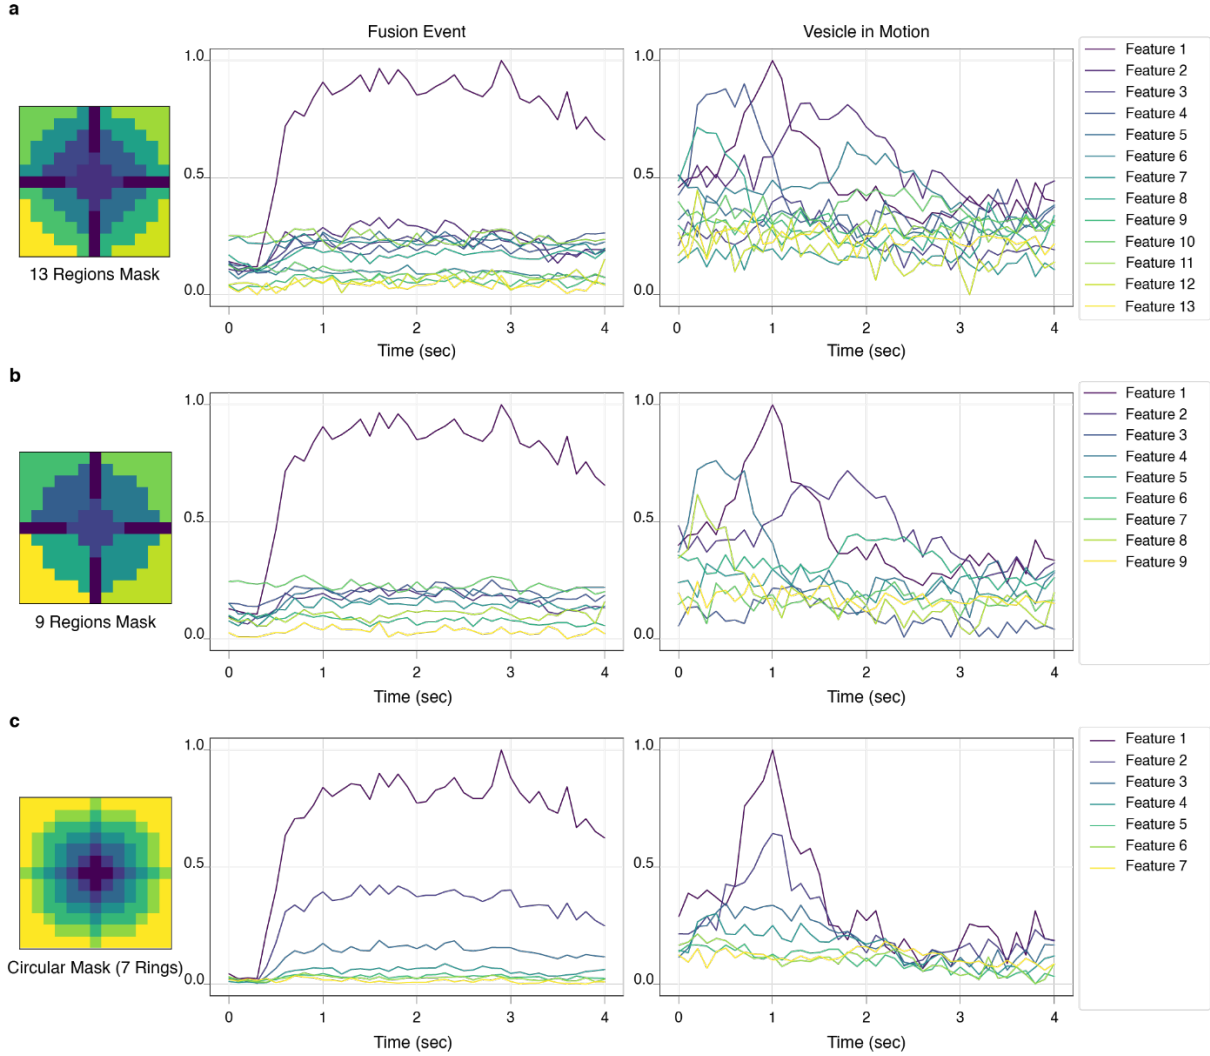 a
Fusion Event
Vesicle in Motion
1.0
0.5
0.0
0 1 2 3 4
Time (sec)
1.0
0.5
0.0
0 1 2 3 4
Time (sec)
13 Regions Mask
Feature 1
Feature 2
Feature 3
Feature 4
Feature 5
Feature 6
Feature 7
Feature 8
Feature 9
Feature 10
Feature 11
Feature 12
Feature 13
b
1.0
0.5
0.0
0 1 2 3 4
Time (sec)
1.0
0.5
0.0
0 1 2 3 4
Time (sec)
9 Regions Mask
Feature 1
Feature 2
Feature 3
Feature 4
Feature 5
Feature 6
Feature 7
Feature 8
Feature 9
c
1.0
0.5
0.0
0 1 2 3 4
Time (sec)
1.0
0.5
0.0
0 1 2 3 4
Time (sec)
Circular Mask (7 Rings)
Feature 1
Feature 2
Feature 3
Feature 4
Feature 5
Feature 6
Feature 7